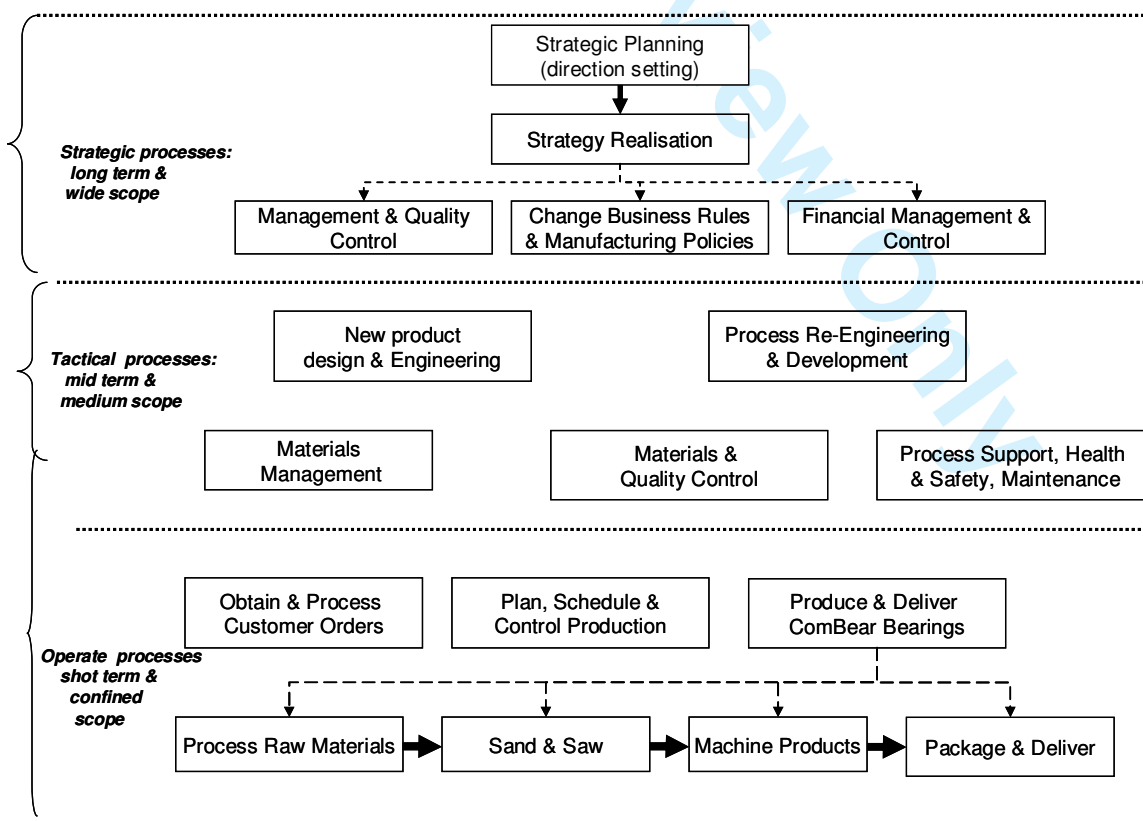 Strategic Planning
(direction setting)
Strategy Realisation
Strategic processes:
long term &
wide scope
Management & Quality
Control
Change Business Rules
& Manufacturing Policies
Financial Management &
Control
New product
design & Engineering
Process Re-Engineering
& Development
Tactical processes:
mid term &
medium scope
Materials
Management
Materials &
Quality Control
Process Support, Health
& Safety, Maintenance
Obtain & Process
Customer Orders
Plan, Schedule &
Control Production
Produce & Deliver
ComBear Bearings
Operate processes
shot term &
confined
scope
Process Raw Materials
Sand & Saw
Machine Products
Package & Deliver
view Only